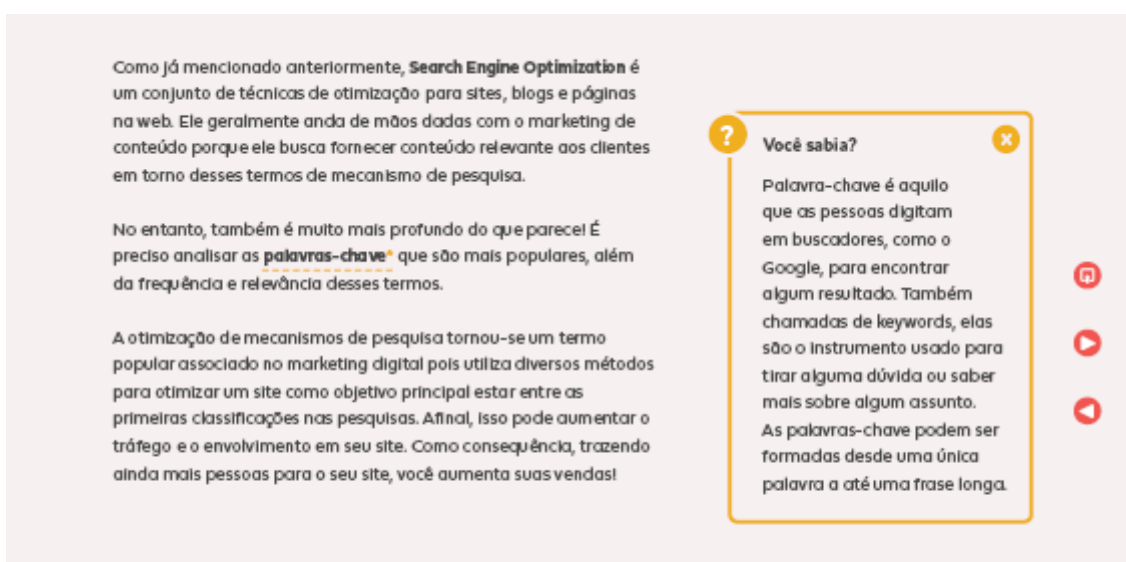 Como já mencionado anteriormente, Search Engine Optimization é
um conjunto de técnicas de otimização para sites, blogs e páginas
na web. Ele geralmente anda de mãos dadas com o marketing de
conteúdo porque ele busca fornecer conteúdo relevante aos clientes
em torno desses termos de mecanismo de pesquisa.
No entanto, também é muito mais profundo do que parece! É
preciso analisar as palavras-chave* que são mais populares, além
da frequência e relevância desses termos.
A otimização de mecanismos de pesquisa tornou-se um termo
popular associado no marketing digital pois utiliza diversos métodos
para otimizar um site como objetivo principal estar entre as
primeiras classificações nas pesquisas. Afinal, isso pode aumentar o
tráfego e o envolvimento em seu site. Como consequência, trazendo
ainda mais pessoas para o seu site, você aumenta suas vendas!
? Você sabia? x
Palavra-chave é aquilo
que as pessoas digitam
em buscadores, como o
Google, para encontrar
algum resultado. Também
chamadas de keywords, elas
são o instrumento usado para
tirar alguma dúvida ou saber
mais sobre algum assunto.
As palavras-chave podem ser
formadas desde uma única
palavra a até uma frase longa.